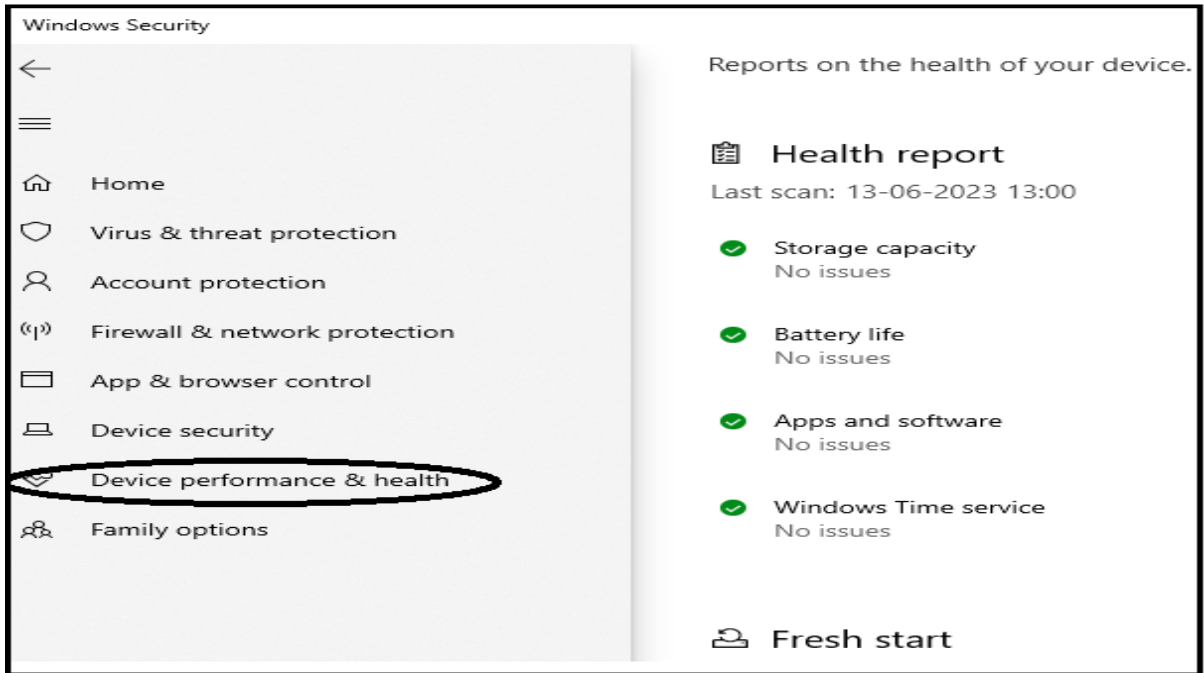 Windows Security
Home
Virus & threat protection
Account protection
Firewall & network protection
App & browser control
Device security
Device performance & health
Family options
Reports on the health of your device.
Health report
Last scan: 13-06-2023 13:00
Storage capacity
No issues
Battery life
No issues
Apps and software
No issues
Windows Time service
No issues
Fresh start